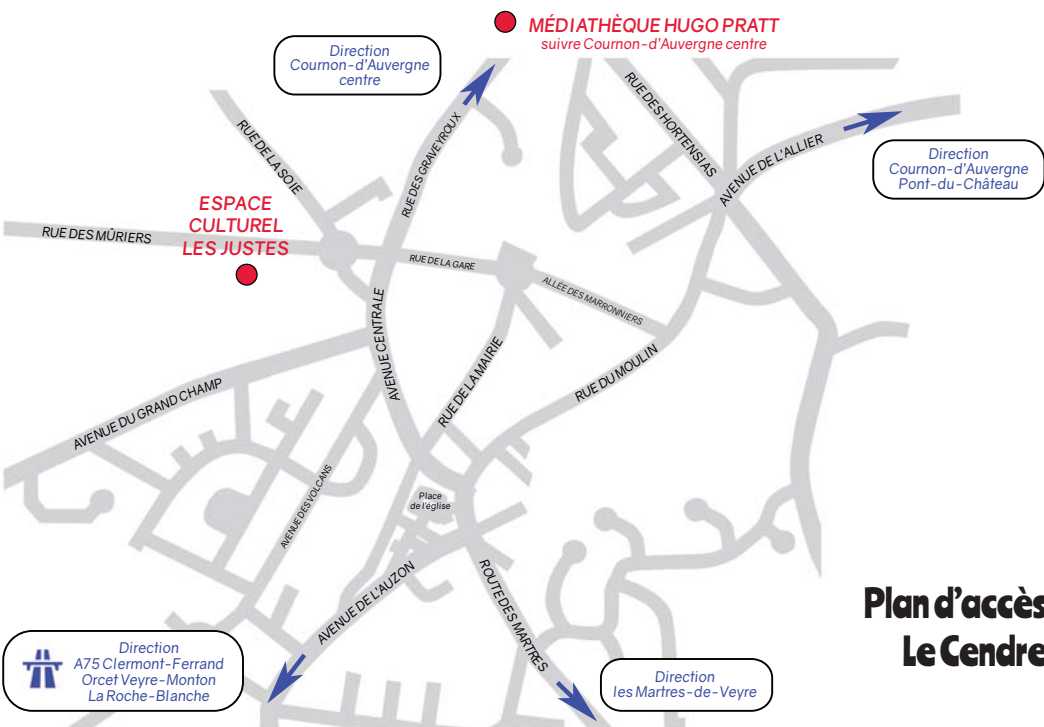 MÉDIATHÈQUE HUGO PRATT
suivre Cournon-d'Auvergne centre
Direction
Cournon-d'Auvergne
centre
RUE DES HORTENSIAS
RUE DE LA SOIE
RUE DES GRAVEYROUX
AVENUE DE L'ALLIER
Direction
Cournon-d'Auvergne
Pont-du-Château
ESPACE
CULTUREL
LES JUSTES
RUE DES MÛRIERS
RUE DE LA GARE
ALLÉE DES MARRONNIERS
AVENUE CENTRALE
RUE DE LA MAIRIE
RUE DU MOULIN
AVENUE DU GRAND CHAMP
AVENUE DES VOLCANS
Place
de l'église
AVENUE DE L'AUZON
ROUTE DES MARTRES
Plan d'accès
Le Cendre
Direction
A75 Clermont-Ferrand
Orcet Veyre-Monton
La Roche-Blanche
Direction
les Martres-de-Veyre